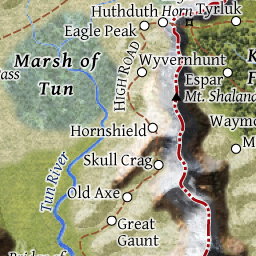 Huthduth
Horn
Tyrluk
Eagle Peak
Marsh of
Tun
HIGH ROAD
Wyvernhunt
Espar
Mt. Shaland
Hornshield
Waymo
Skull Crag
M
Tun River
Old Axe
Great
Gaunt